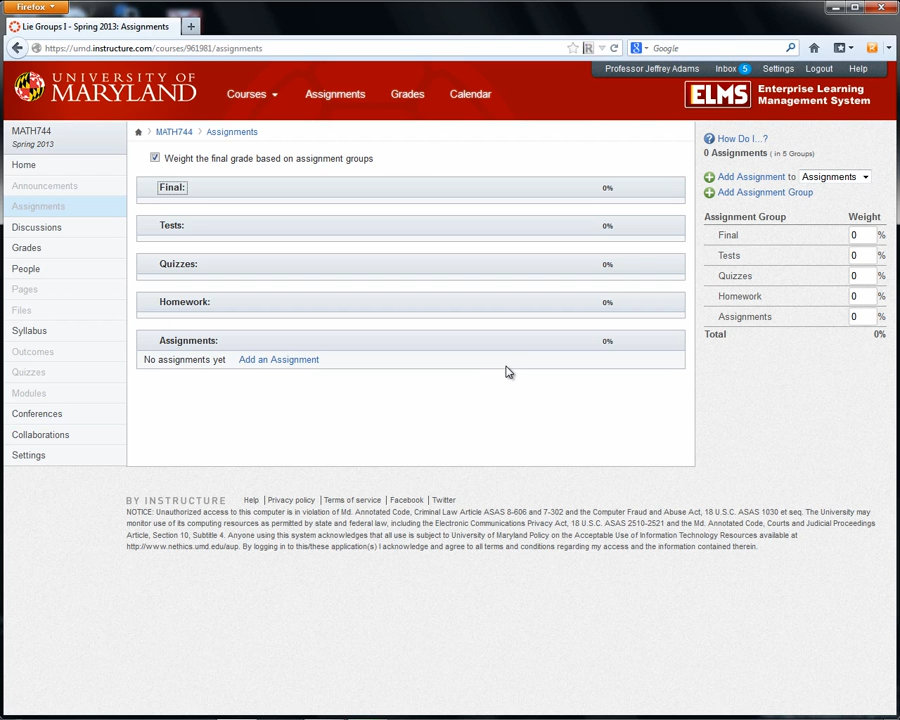 Firefox
Lie Groups I - Spring 2013: Assignments
https://umd.instructure.com/courses/961981/assignments
Google
UNIVERSITY OF
MARYLAND
Courses
Assignments
Grades
Calendar
Professor Jeffrey Adams
Inbox 5
Settings
Logout
Help
ELMS
Enterprise Learning
Management System
MATH744
Spring 2013
Home
Announcements
Assignments
Discussions
Grades
People
Pages
Files
Syllabus
Outcomes
Quizzes
Modules
Conferences
Collaborations
Settings
MATH744
Assignments
Weight the final grade based on assignment groups
Final: 0%
Tests: 0%
Quizzes: 0%
Homework: 0%
Assignments: 0%
No assignments yet Add an Assignment
How Do I...?
0 Assignments ( in 5 Groups)
Add Assignment to Assignments
Add Assignment Group
Assignment Group Weight
Final 0 %
Tests 0 %
Quizzes 0 %
Homework 0 %
Assignments 0 %
Total 0%
BY INSTRUCTURE Help | Privacy policy | Terms of service | Facebook | Twitter
NOTICE: Unauthorized access to this computer is in violation of Md. Annotated Code, Criminal Law Article ASAS 8-606 and 7-302 and the Computer Fraud and Abuse Act, 18 U.S.C. ASAS 1030 et seq. The University may
monitor use of its computing resources as permitted by state and federal law, including the Electronic Communications Privacy Act, 18 U.S.C. ASAS 2510-2521 and the Md. Annotated Code, Courts and Judicial Proceedings
Article, Section 10, Subtitle 4. Anyone using this system acknowledges that all use is subject to University of Maryland Policy on the Acceptable Use of Information Technology Resources available at
http://www.nethics.umd.edu/aup. By logging in to this/these application(s) I acknowledge and agree to all terms and conditions regarding my access and the information contained therein.